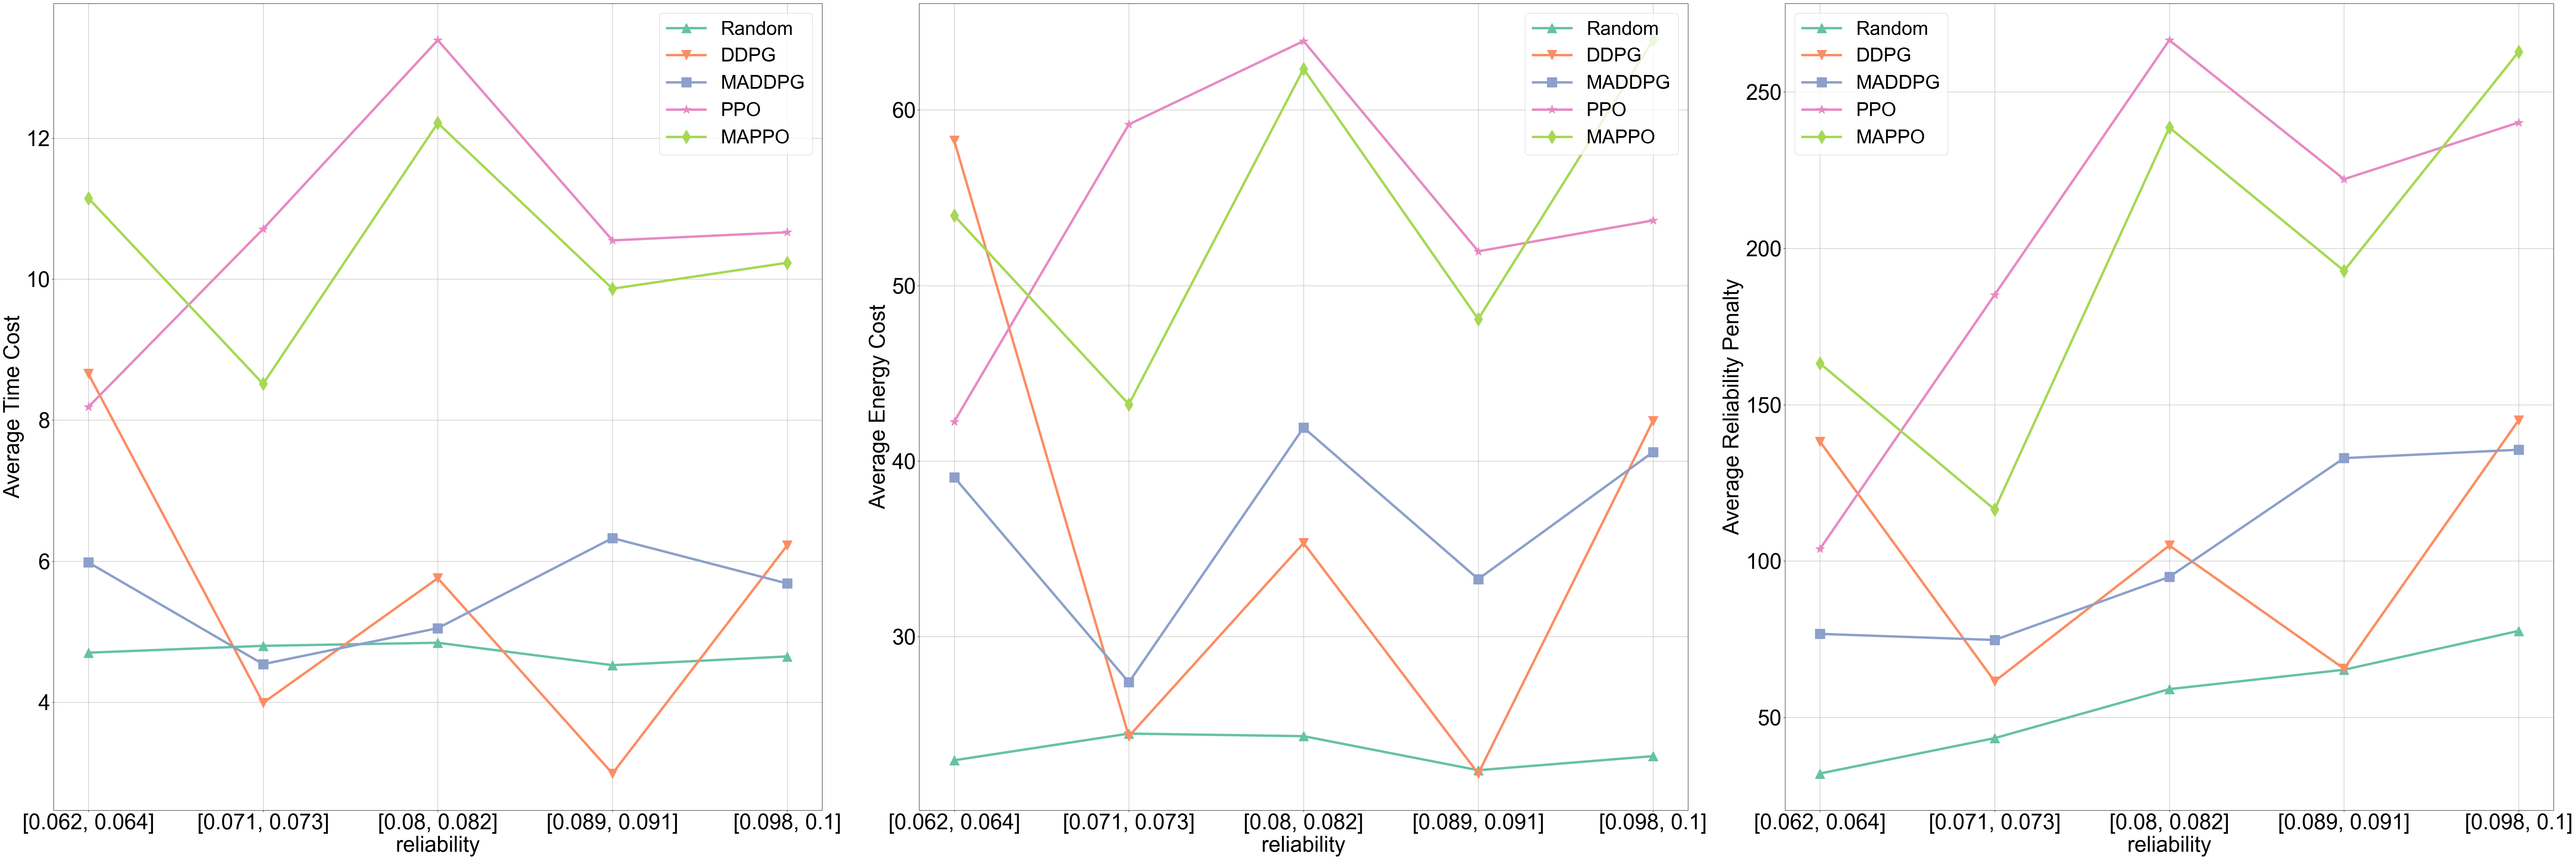 Average Time Cost
12
10
8
6
4
Random
DDPG
MADDPG
PPO
MAPPO
[0.062, 0.064] [0.071, 0.073] [0.08, 0.082] [0.089, 0.091] [0.098, 0.1]
reliability
Average Energy Cost
60
50
40
30
Random
DDPG
MADDPG
PPO
MAPPO
[0.062, 0.064] [0.071, 0.073] [0.08, 0.082] [0.089, 0.091] [0.098, 0.1]
reliability
Average Reliability Penalty
250
200
150
100
50
Random
DDPG
MADDPG
PPO
MAPPO
[0.062, 0.064] [0.071, 0.073] [0.08, 0.082] [0.089, 0.091] [0.098, 0.1]
reliability